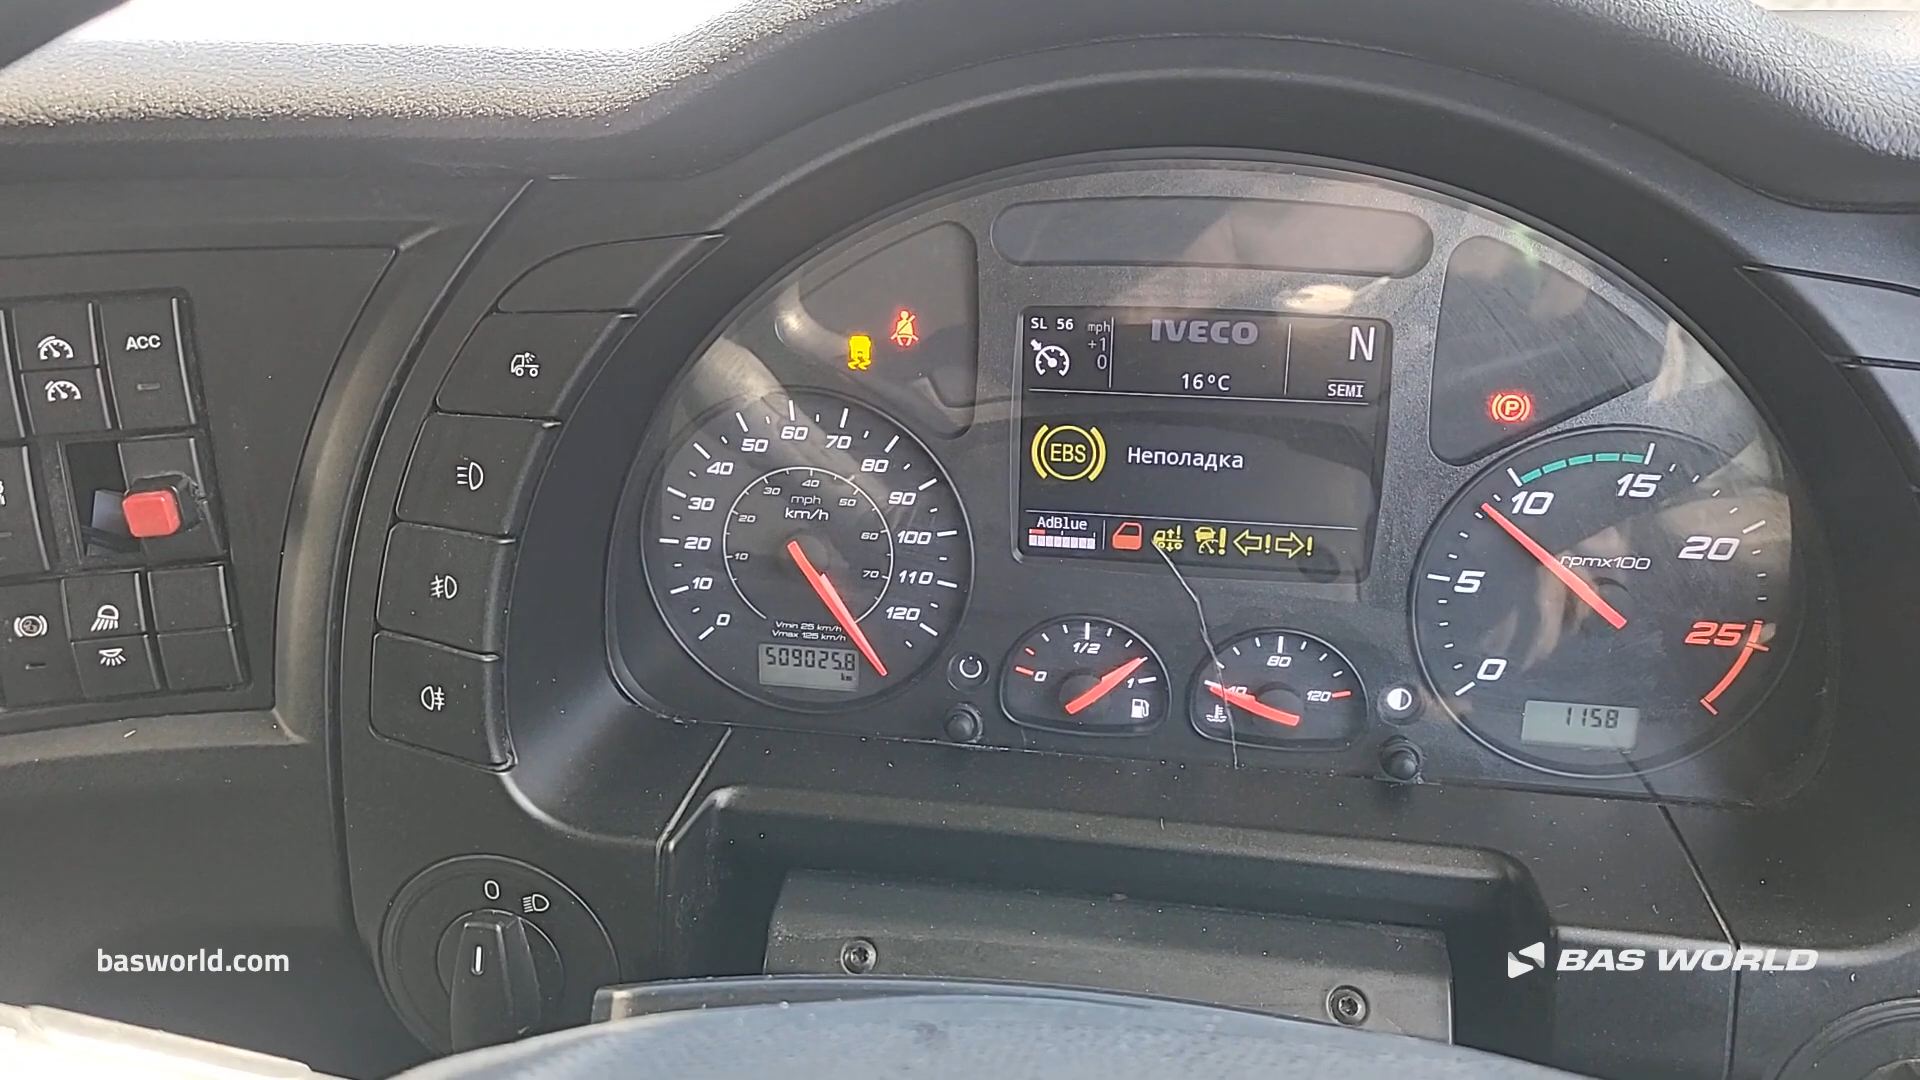 ACC
SL 56 mph
+1
0
IVECO
16°C
N
SEMI
EBS
Неполадка
AdBlue
P
0
10
20
30
40
50
60
70
80
90
100
110
120
10
20
30
40
50
60
70
mph
km/h
Vmin 25 km/h
Vmax 125 km/h
509025.8
km
0
1/2
1
40
80
120
0
5
10
15
20
25
rpmx100
1158
0
basworld.com
BAS WORLD